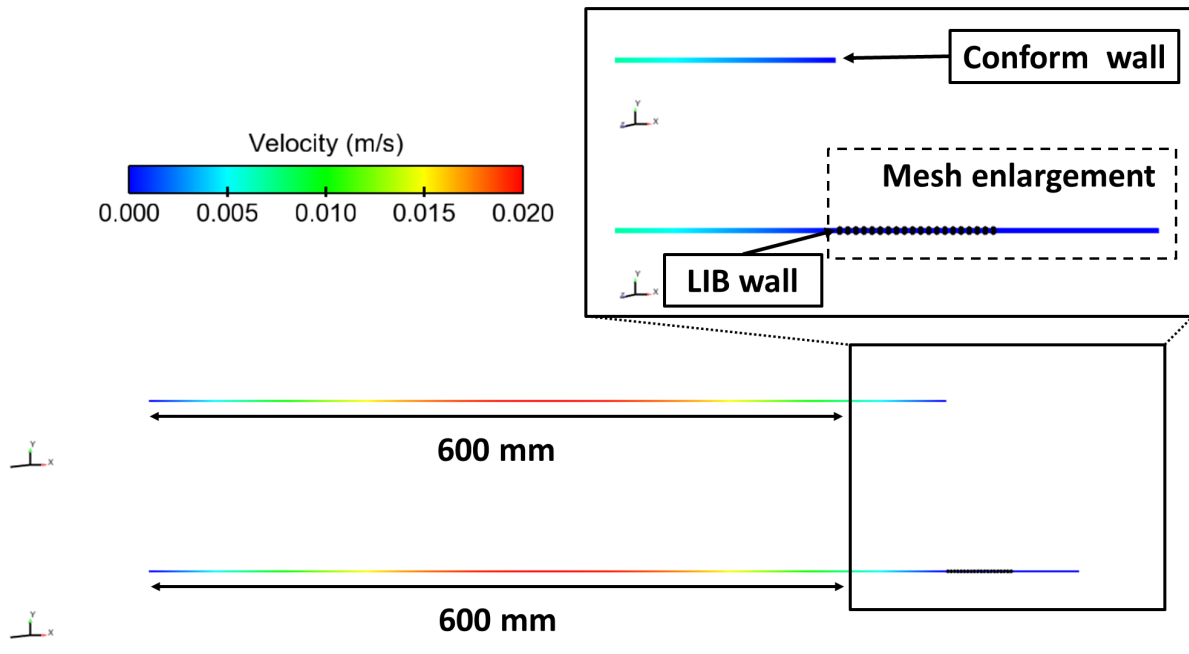 Conform wall
Y
Z
X
Velocity (m/s)
0.000 0.005 0.010 0.015 0.020
Mesh enlargement
LIB wall
Y
Z
X
600 mm
Y
X
600 mm
Y
X